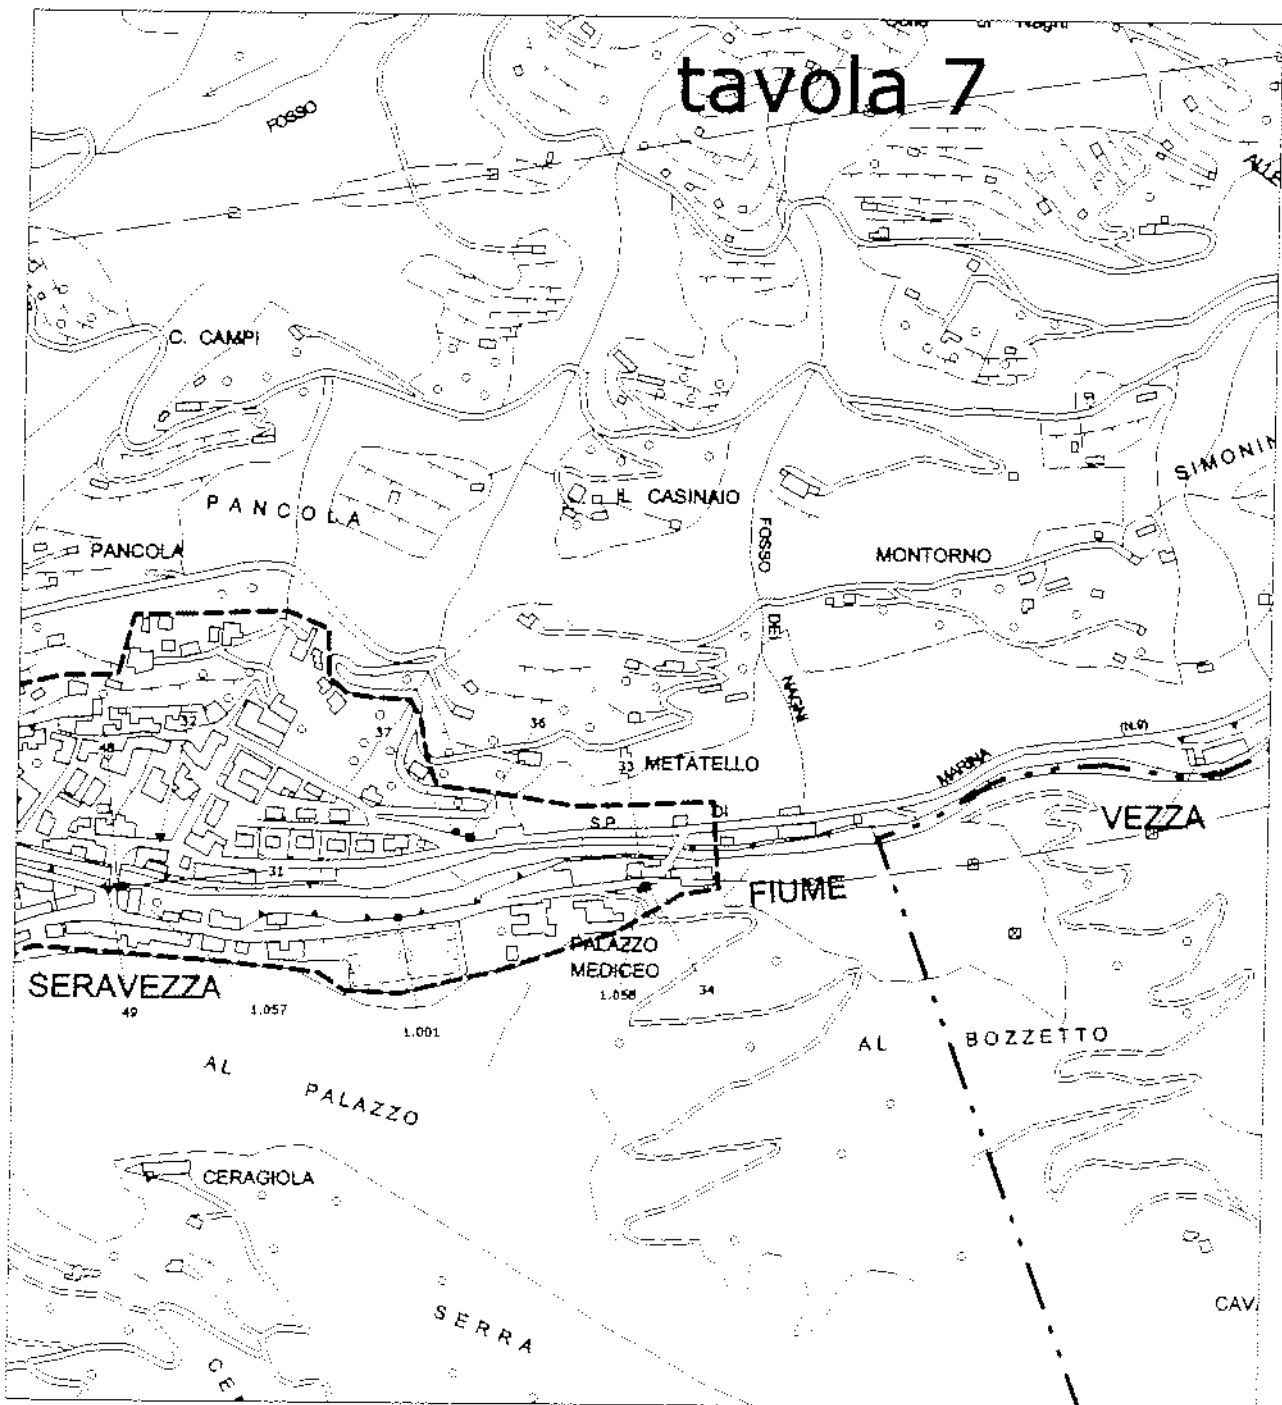 tavola 7
FOSSO
C. CAMPI
PANCOLA
IL CASINAIO
SIMONIN
PANCOLA
FOSSO
DEI
NAGNI
MONTORNO
32
48
37
36
33
METATELLO
MARINA
(N.9)
S.P.
DI
VEZZA
31
FIUME
PALAZZO
MEDICEO
SERAVEZZA
49
1.057
1.001
1.058
34
AL
BOZZETTO
AL
PALAZZO
CERAGIOLA
CAV
SERRA